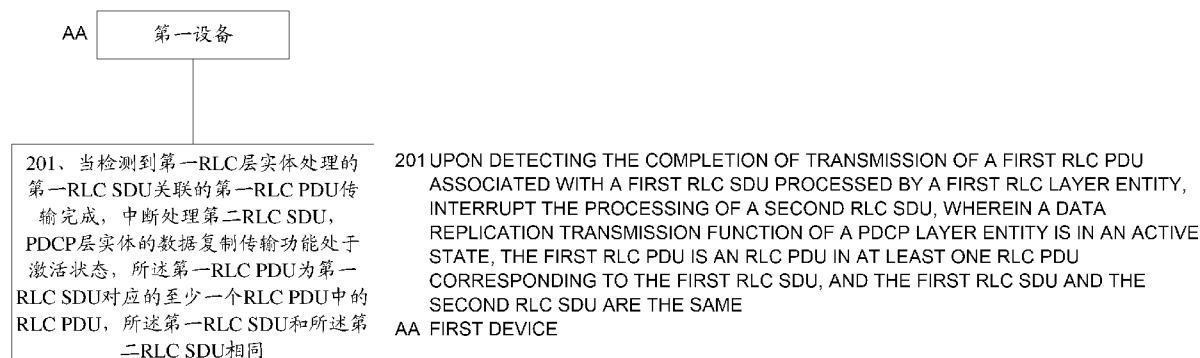 AA 第一设备
201、当检测到第一RLC层实体处理的
第一RLC SDU关联的第一RLC PDU传
输完成，中断处理第二RLC SDU，
PDCP层实体的数据复制传输功能处于
激活状态，所述第一RLC PDU为第一
RLC SDU对应的至少一个RLC PDU中的
RLC PDU，所述第一RLC SDU和所述第
二RLC SDU相同
201 UPON DETECTING THE COMPLETION OF TRANSMISSION OF A FIRST RLC PDU
ASSOCIATED WITH A FIRST RLC SDU PROCESSED BY A FIRST RLC LAYER ENTITY,
INTERRUPT THE PROCESSING OF A SECOND RLC SDU, WHEREIN A DATA
REPLICATION TRANSMISSION FUNCTION OF A PDCP LAYER ENTITY IS IN AN ACTIVE
STATE, THE FIRST RLC PDU IS AN RLC PDU IN AT LEAST ONE RLC PDU
CORRESPONDING TO THE FIRST RLC SDU, AND THE FIRST RLC SDU AND THE
SECOND RLC SDU ARE THE SAME
AA FIRST DEVICE